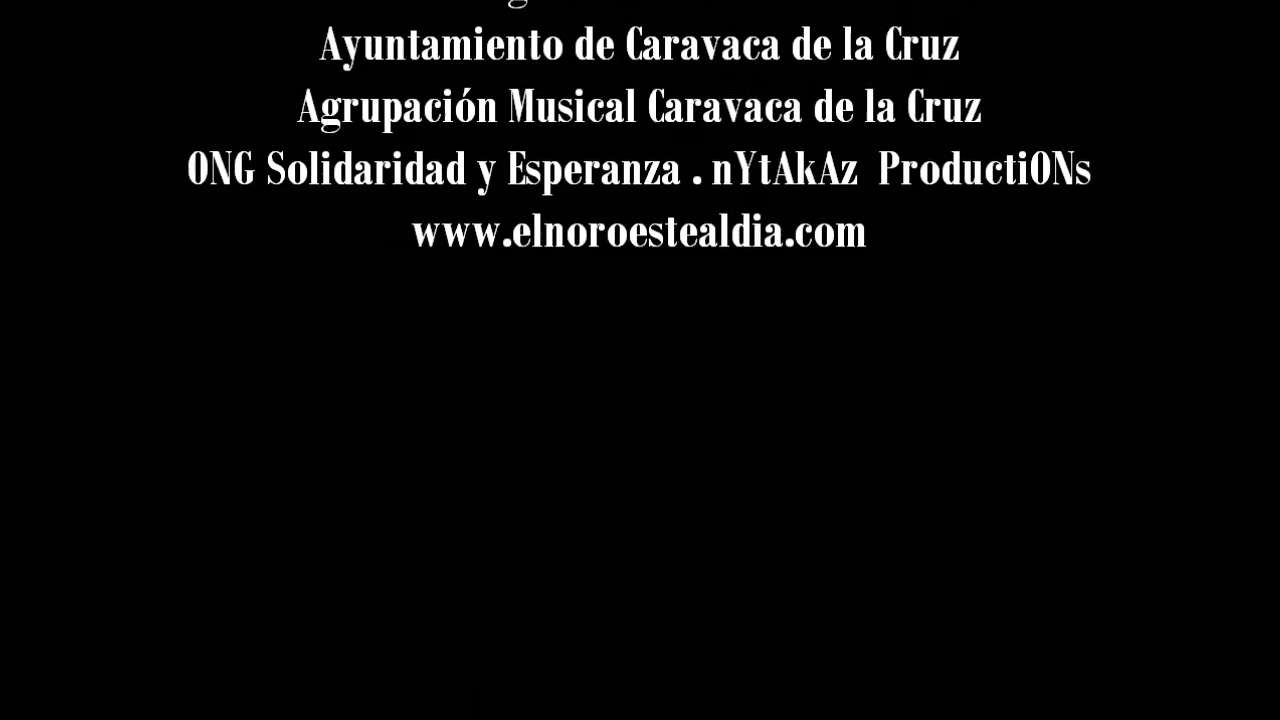 Ayuntamiento de Caravaca de la Cruz
Agrupación Musical Caravaca de la Cruz
ONG Solidaridad y Esperanza . nYtAkAz ProductiONs
www.elnoroestealdia.com